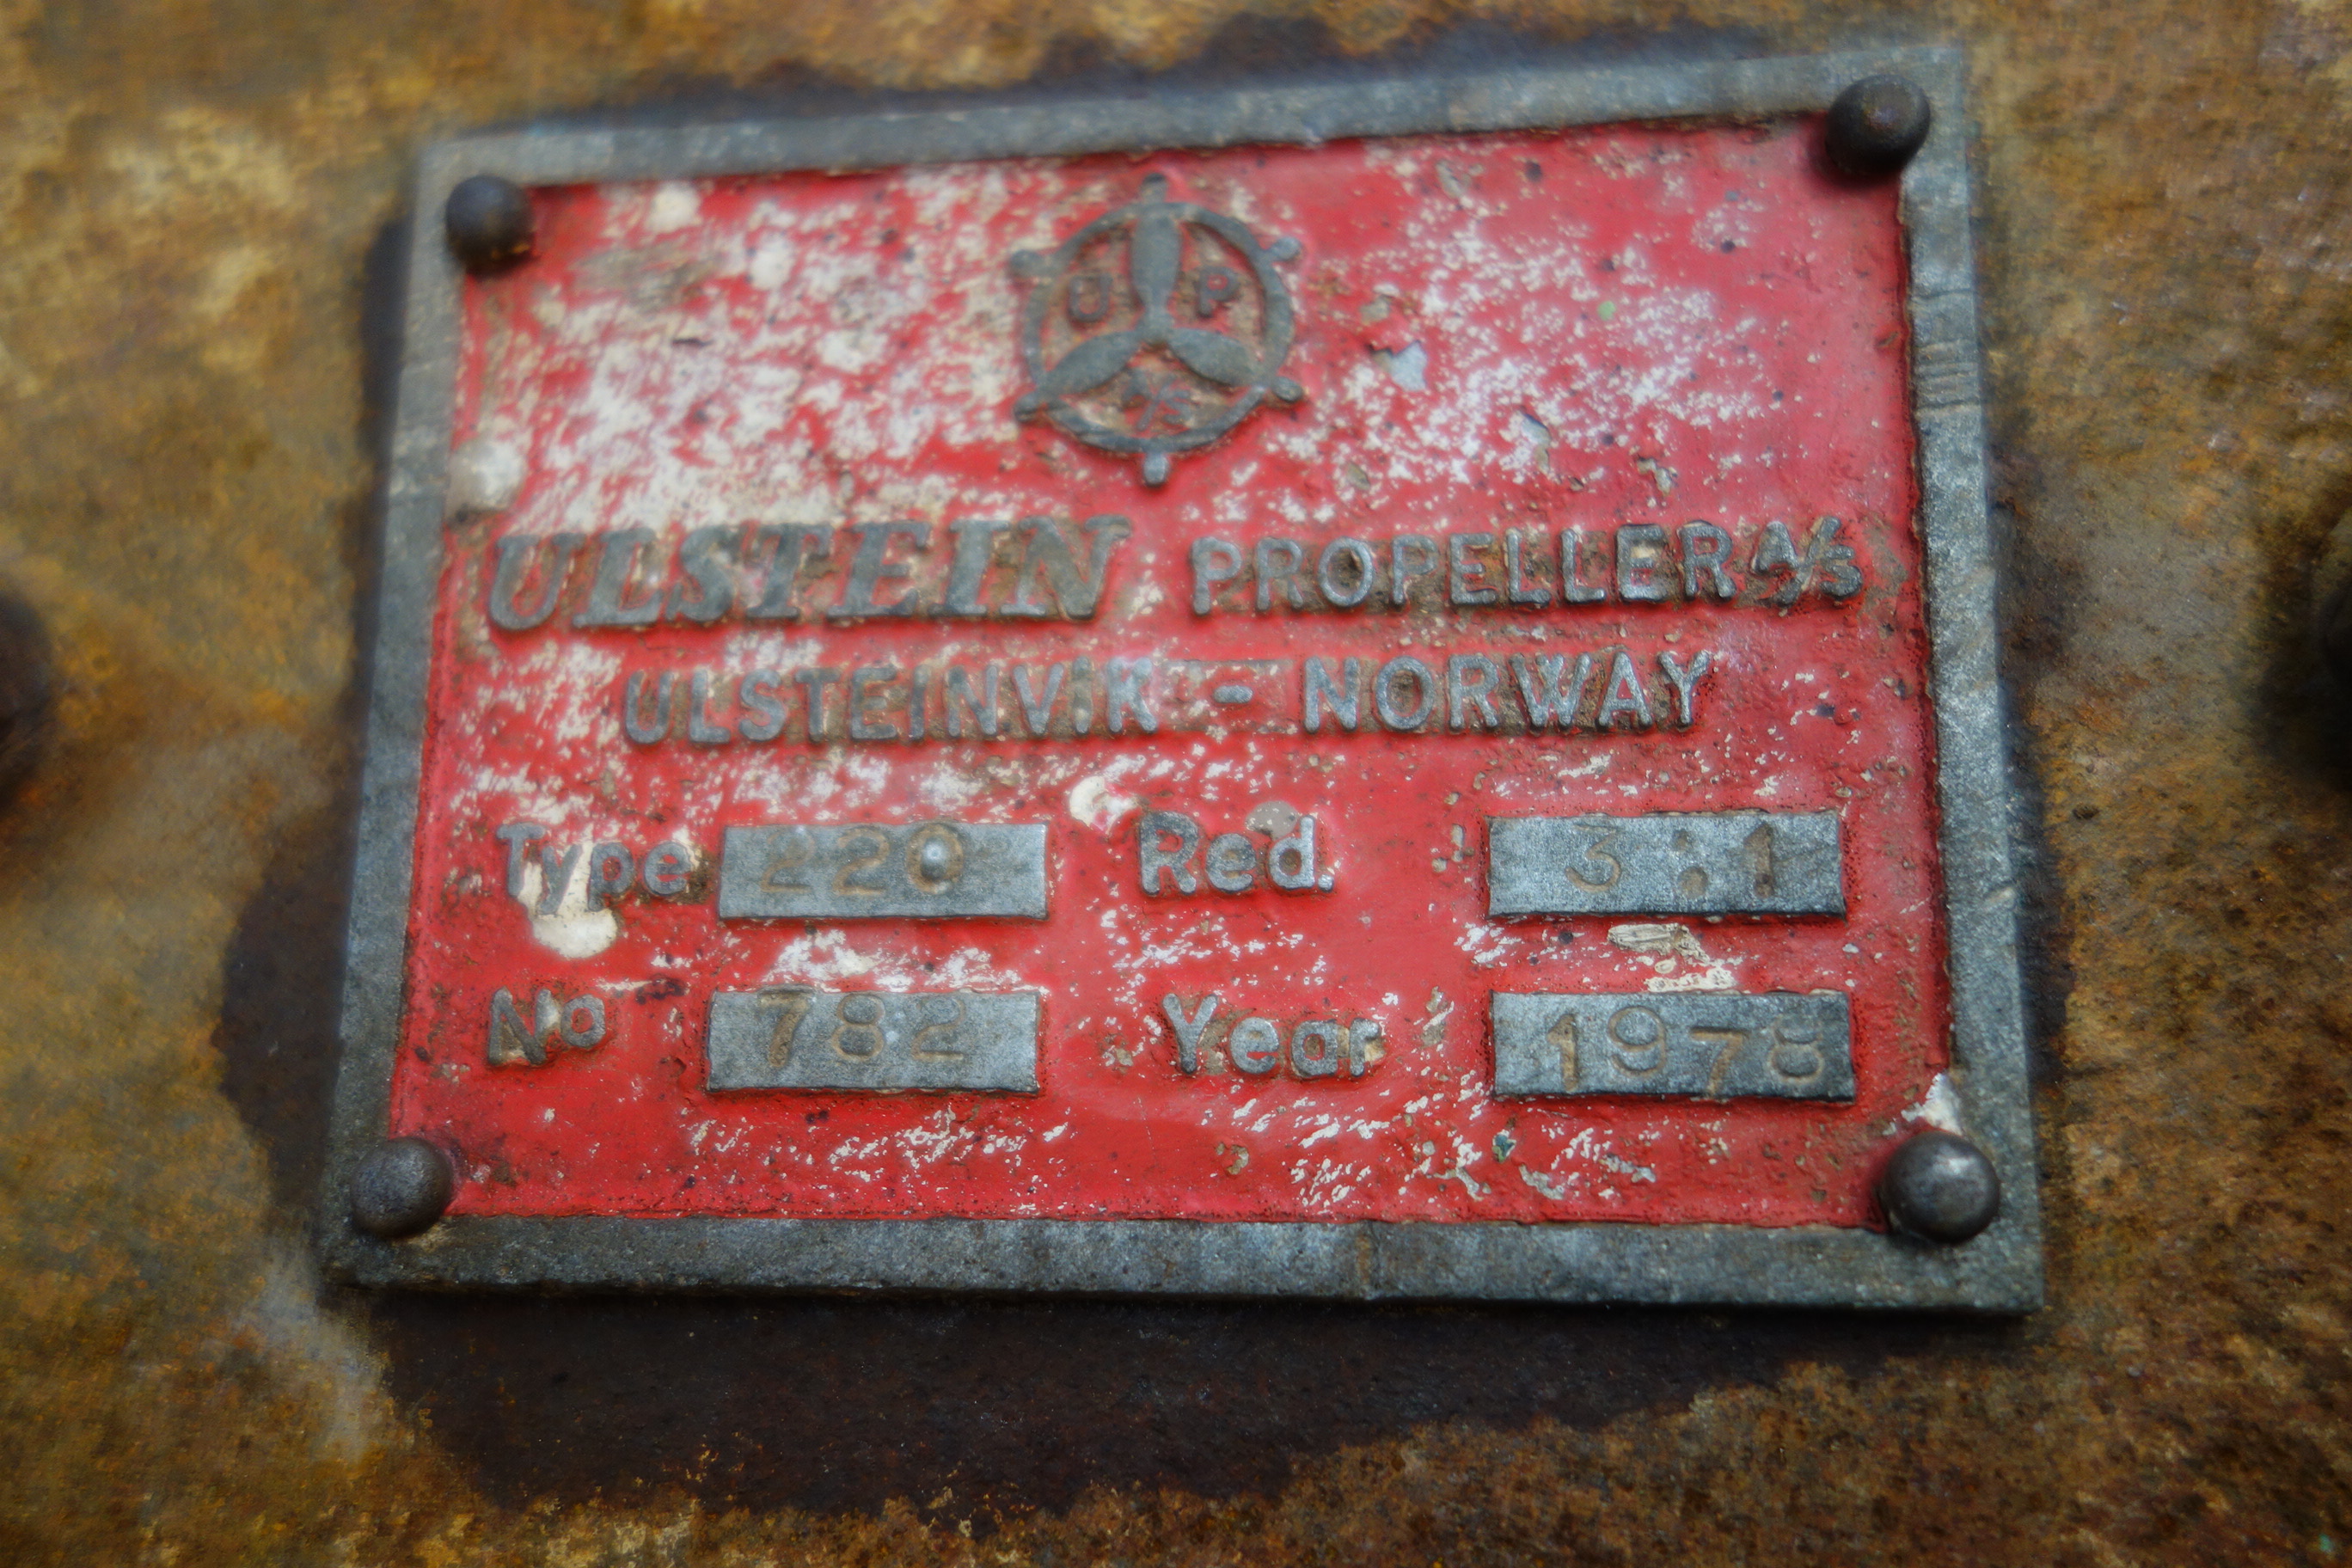 U P
A/S
ULSTEIN PROPELLER A/S
ULSTEINVIK - NORWAY
Type 220 Red. 3:1
No 782 Year 1978